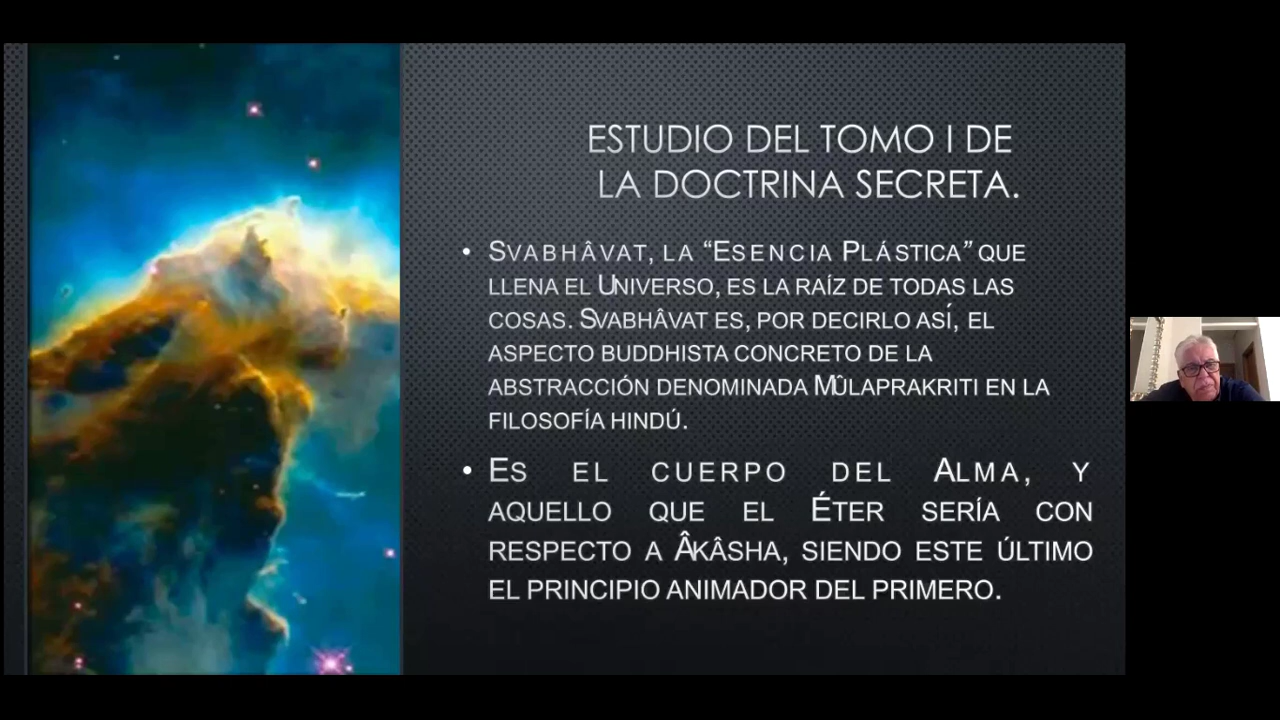 ESTUDIO DEL TOMO I DE
LA DOCTRINA SECRETA.
• SVABHÂVAT, LA “ESENCIA PLÁSTICA” QUE
LLENA EL UNIVERSO, ES LA RAÍZ DE TODAS LAS
COSAS. SVABHÂVAT ES, POR DECIRLO ASÍ, EL
ASPECTO BUDDHISTA CONCRETO DE LA
ABSTRACCIÓN DENOMINADA MÛLAPRAKRITI EN LA
FILOSOFÍA HINDÚ.
• ES EL CUERPO DEL ALMA, Y
AQUELLO QUE EL ÉTER SERÍA CON
RESPECTO A ÂKÂSHA, SIENDO ESTE ÚLTIMO
EL PRINCIPIO ANIMADOR DEL PRIMERO.